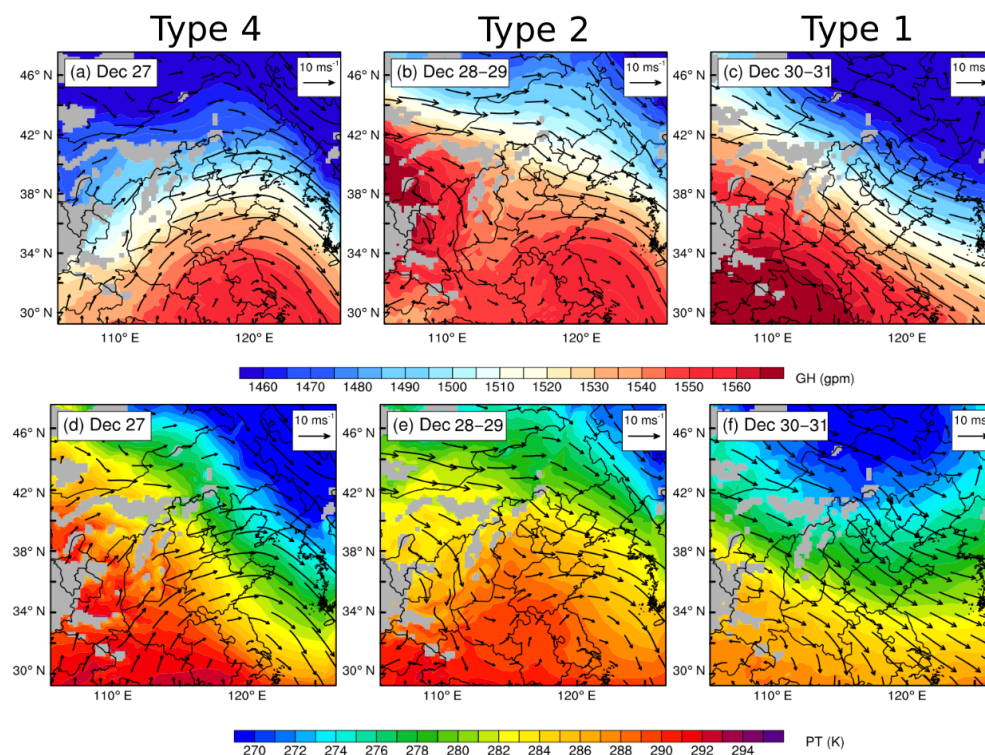 Type 4 Type 2 Type 1
(a) Dec 27 10 ms⁻¹ (b) Dec 28−29 10 ms⁻¹ (c) Dec 30−31 10 ms⁻¹
46° N 46° N 46° N
42° N 42° N 42° N
38° N 38° N 38° N
34° N 34° N 34° N
30° N 30° N 30° N
110° E 120° E 110° E 120° E 110° E 120° E
1460 1470 1480 1490 1500 1510 1520 1530 1540 1550 1560 GH (gpm)
(d) Dec 27 10 ms⁻¹ (e) Dec 28−29 10 ms⁻¹ (f) Dec 30−31 10 ms⁻¹
46° N 46° N 46° N
42° N 42° N 42° N
38° N 38° N 38° N
34° N 34° N 34° N
30° N 30° N 30° N
110° E 120° E 110° E 120° E 110° E 120° E
270 272 274 276 278 280 282 284 286 288 290 292 294 PT (K)